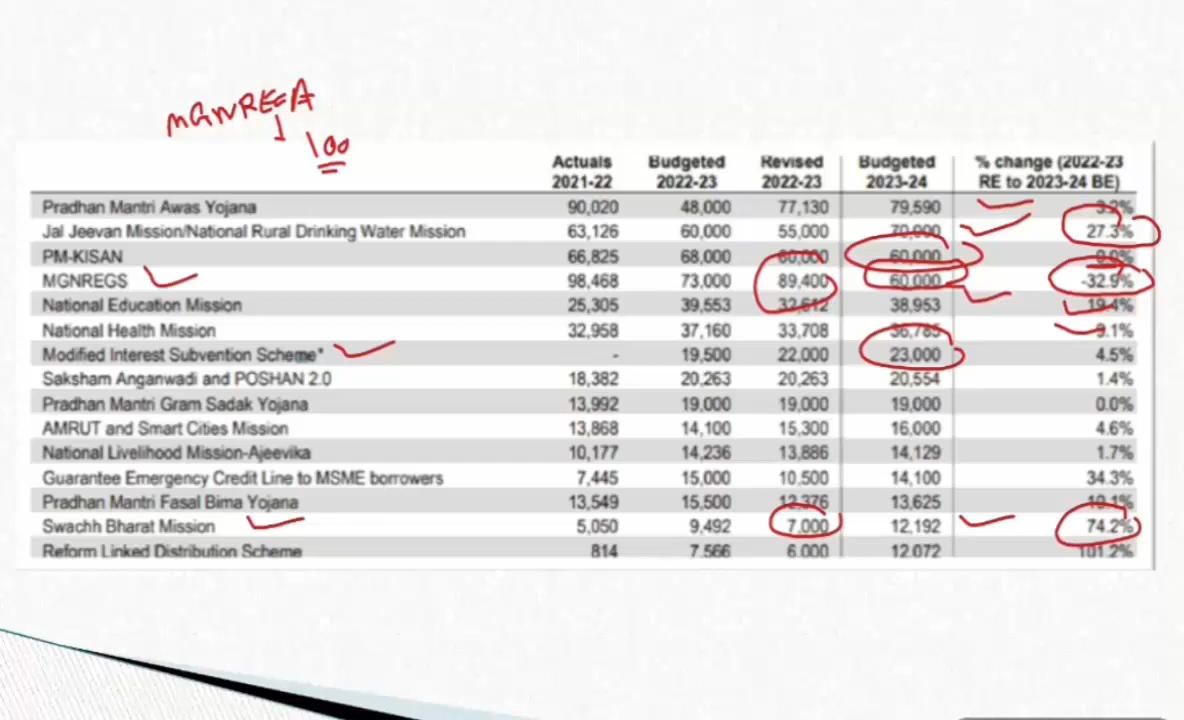 MGNREGA
100
Actuals Budgeted Revised Budgeted % change (2022-23
2021-22 2022-23 2022-23 2023-24 RE to 2023-24 BE)
Pradhan Mantri Awas Yojana 90,020 48,000 77,130 79,590 3.2%
Jal Jeevan Mission/National Rural Drinking Water Mission 63,126 60,000 55,000 70,000 27.3%
PM-KISAN 66,825 68,000 60,000 60,000 0.0%
MGNREGS 98,468 73,000 89,400 60,000 -32.9%
National Education Mission 25,305 39,553 32,612 38,953 19.4%
National Health Mission 32,958 37,160 33,708 36,785 9.1%
Modified Interest Subvention Scheme* - 19,500 22,000 23,000 4.5%
Saksham Anganwadi and POSHAN 2.0 18,382 20,263 20,263 20,554 1.4%
Pradhan Mantri Gram Sadak Yojana 13,992 19,000 19,000 19,000 0.0%
AMRUT and Smart Cities Mission 13,868 14,100 15,300 16,000 4.6%
National Livelihood Mission-Ajeevika 10,177 14,236 13,886 14,129 1.7%
Guarantee Emergency Credit Line to MSME borrowers 7,445 15,000 10,500 14,100 34.3%
Pradhan Mantri Fasal Bima Yojana 13,549 15,500 12,376 13,625 10.1%
Swachh Bharat Mission 5,050 9,492 7,000 12,192 74.2%
Reform Linked Distribution Scheme 814 7,566 6,000 12,072 101.2%